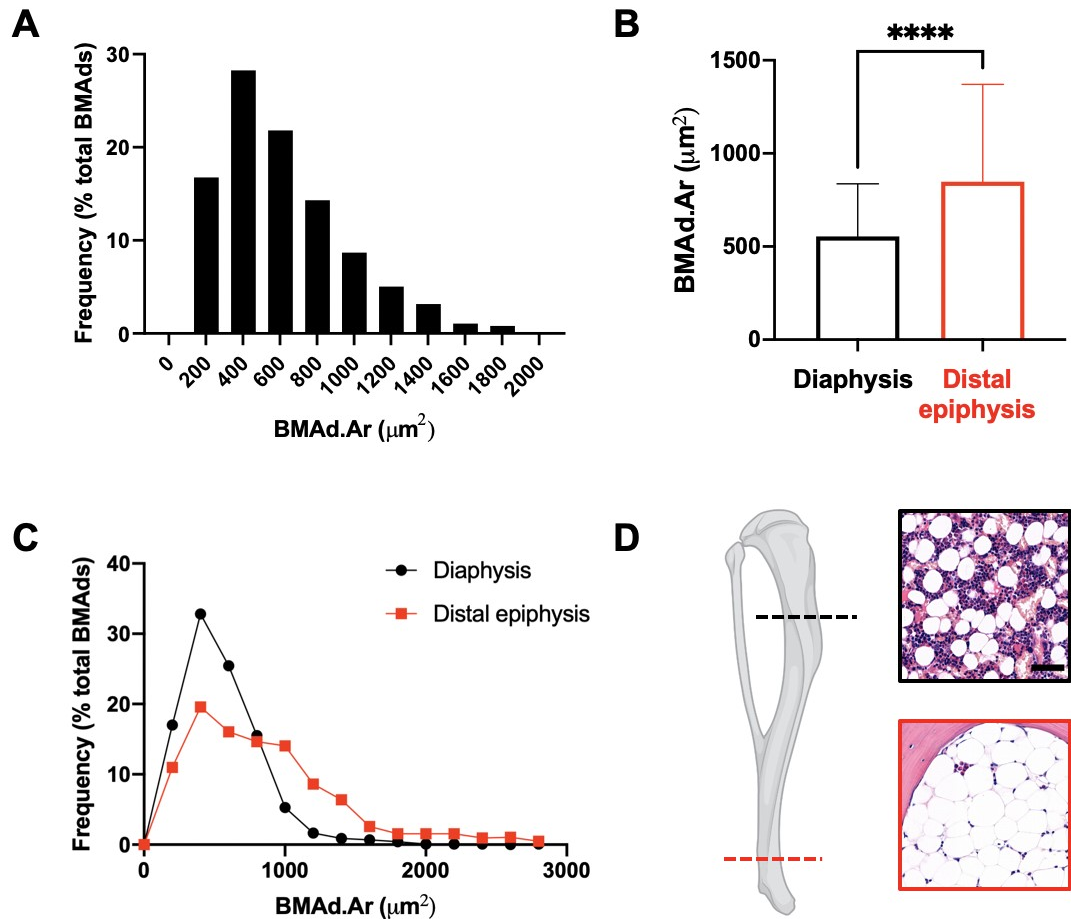 A
Frequency (% total BMAds)
30
20
10
0
0
200
400
600
800
1000
1200
1400
1600
1800
2000
BMAd.Ar (μm²)
B
****
BMAd.Ar (μm²)
1500
1000
500
0
Diaphysis
Distal
epiphysis
C
Frequency (% total BMAds)
40
30
20
10
0
Diaphysis
Distal epiphysis
0
1000
2000
3000
BMAd.Ar (μm²)
D